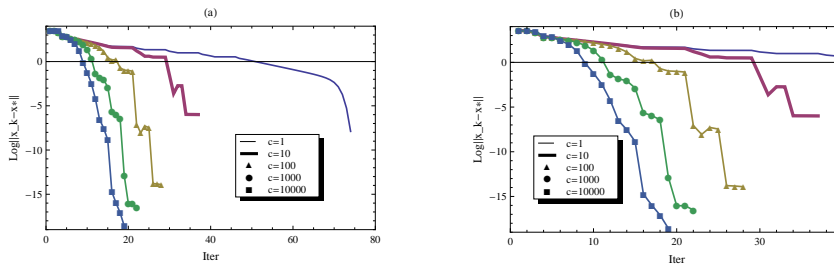 (a)
Log||x_k-x*||
0
-5
-10
-15
0
20
40
60
80
Iter
c=1
c=10
c=100
c=1000
c=10000
(b)
Log||x_k-x*||
0
-5
-10
-15
0
10
20
30
Iter
c=1
c=10
c=100
c=1000
c=10000